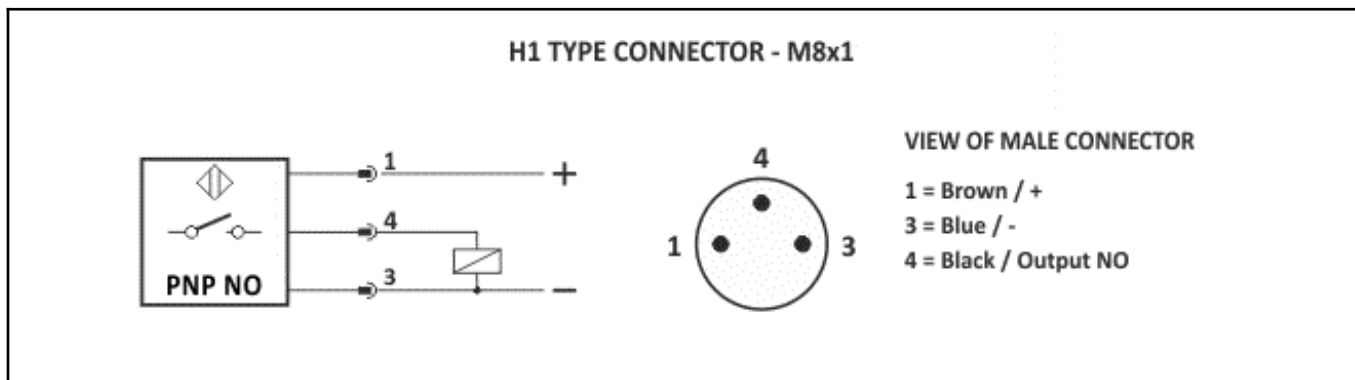 H1 TYPE CONNECTOR - M8x1
1
+
4
3
−
PNP NO
4
1
3
VIEW OF MALE CONNECTOR
1 = Brown / +
3 = Blue / -
4 = Black / Output NO